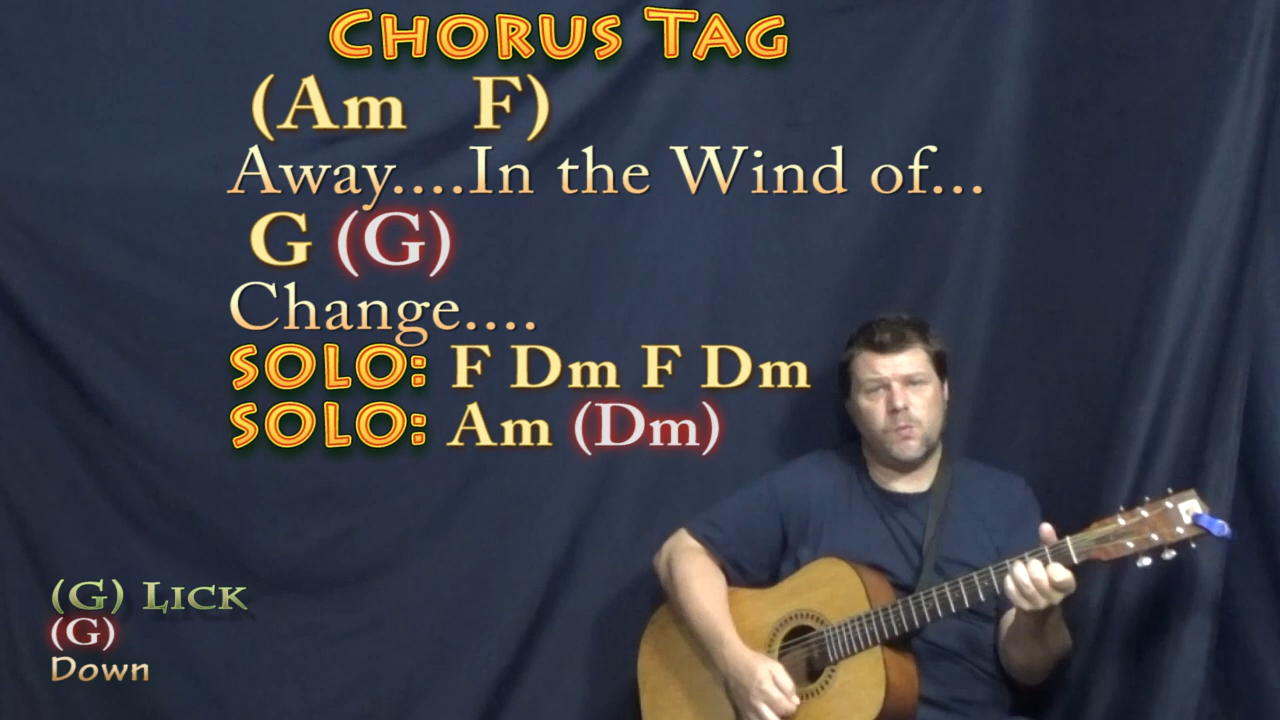 Chorus Tag
(Am F)
Away....In the Wind of...
G (G)
Change....
SOLO: F Dm F Dm
SOLO: Am (Dm)
(G) Lick
(G)
Down